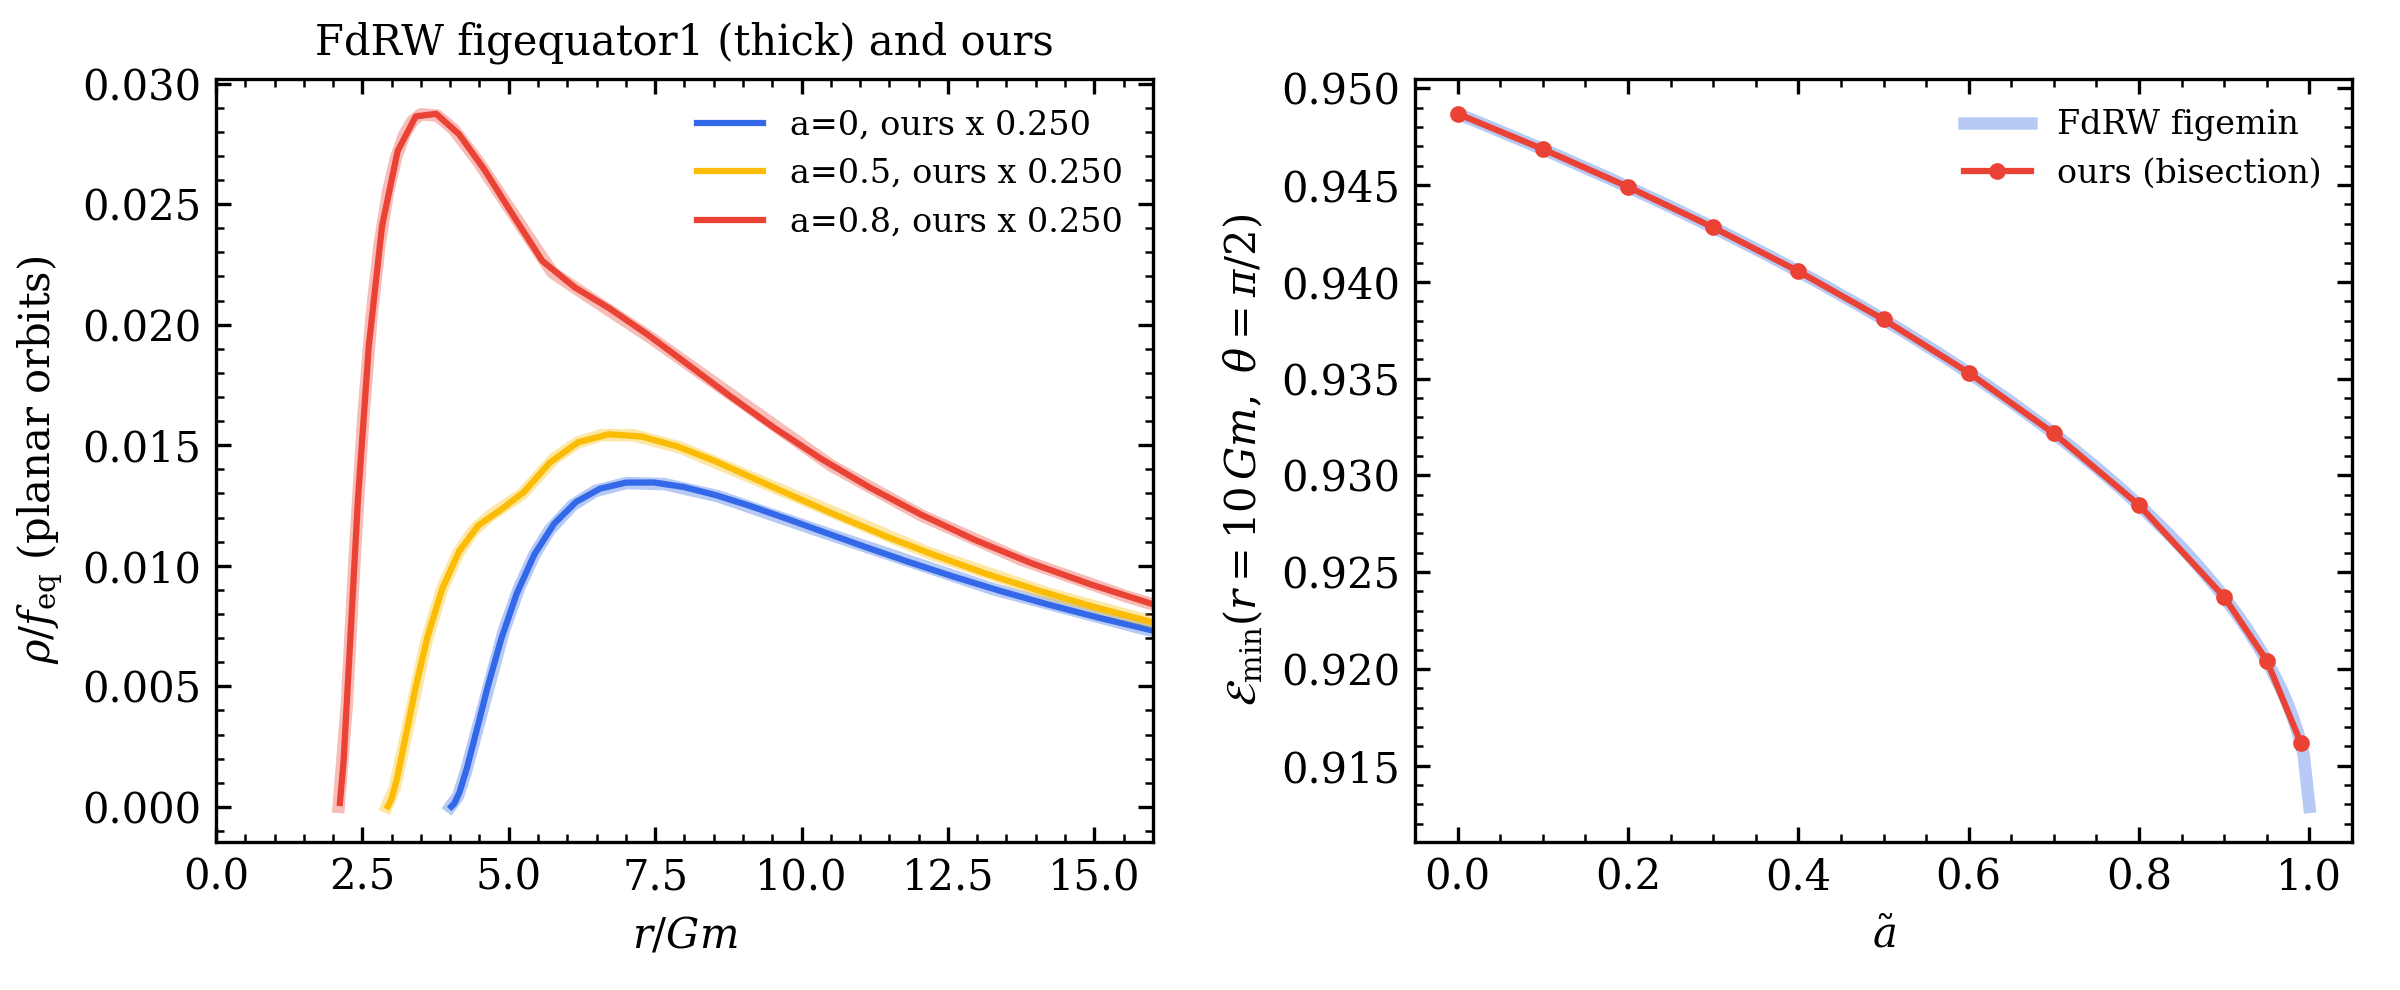 FdRW figequator1 (thick) and ours
0.030
0.025
0.020
0.015
0.010
0.005
0.000
ρ/f_eq (planar orbits)
a=0, ours x 0.250
a=0.5, ours x 0.250
a=0.8, ours x 0.250
0.0 2.5 5.0 7.5 10.0 12.5 15.0
r/Gm
0.950
0.945
0.940
0.935
0.930
0.925
0.920
0.915
ℰ_min(r = 10 Gm, θ = π/2)
FdRW figemin
ours (bisection)
0.0 0.2 0.4 0.6 0.8 1.0
ã